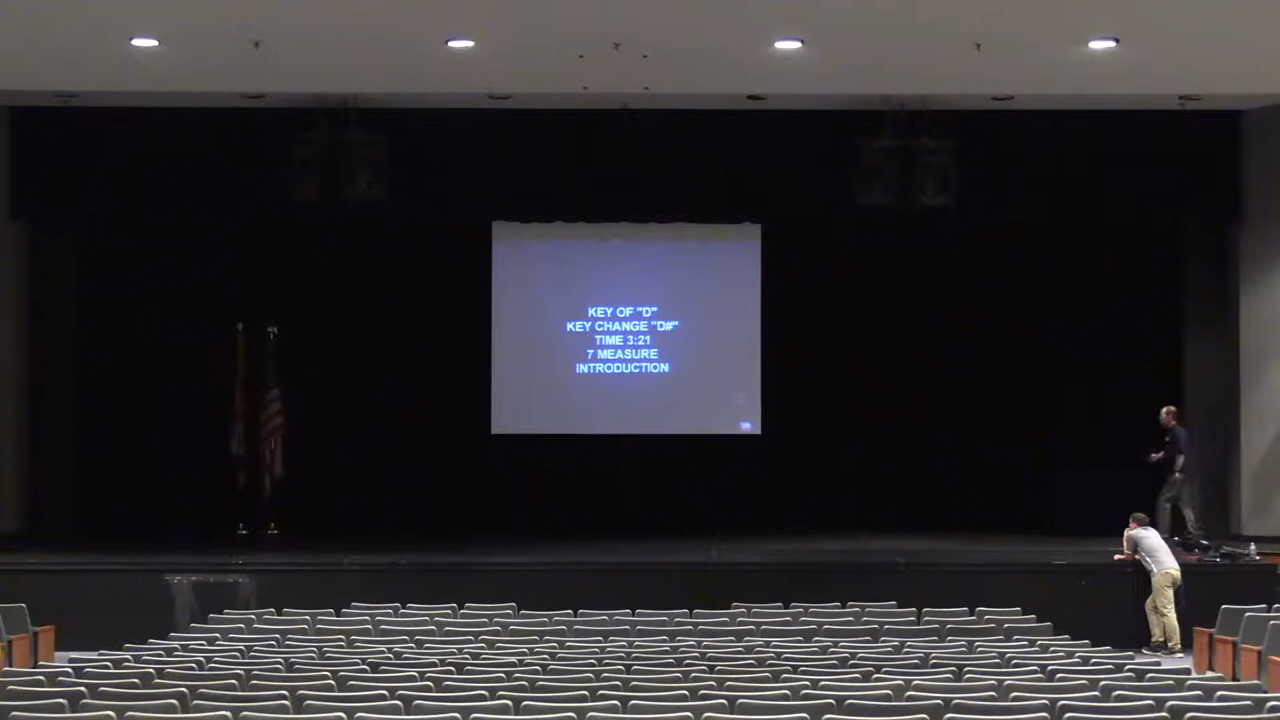 KEY OF "D"
KEY CHANGE "D#"
TIME 3:21
7 MEASURE
INTRODUCTION